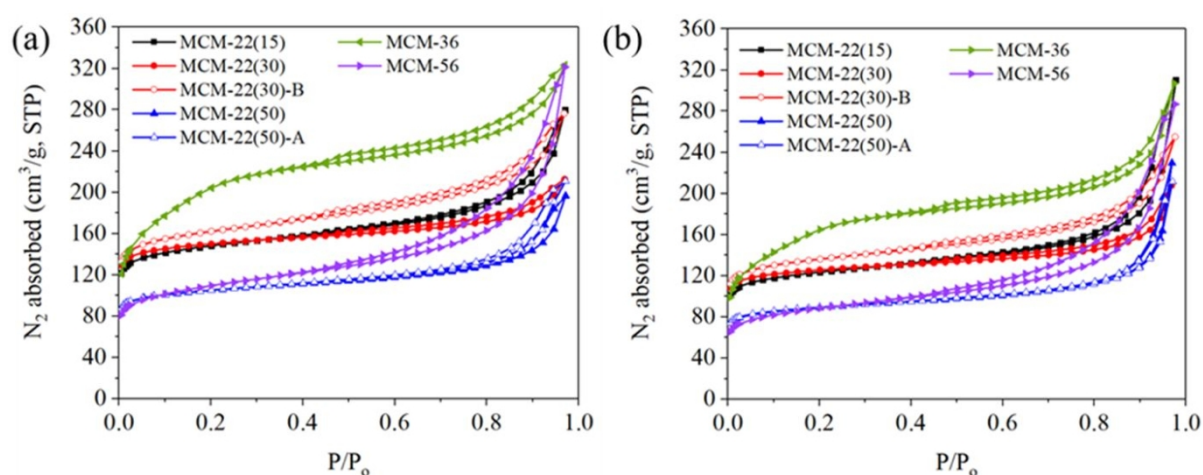 (a)
MCM-22(15) MCM-36
MCM-22(30) MCM-56
MCM-22(30)-B
MCM-22(50)
MCM-22(50)-A
N₂ absorbed (cm³/g, STP)
360
320
280
240
200
160
120
80
40
0
0.0 0.2 0.4 0.6 0.8 1.0
P/Pₒ
(b)
MCM-22(15) MCM-36
MCM-22(30) MCM-56
MCM-22(30)-B
MCM-22(50)
MCM-22(50)-A
N₂ absorbed (cm³/g, STP)
360
320
280
240
200
160
120
80
40
0
0.0 0.2 0.4 0.6 0.8 1.0
P/Pₒ